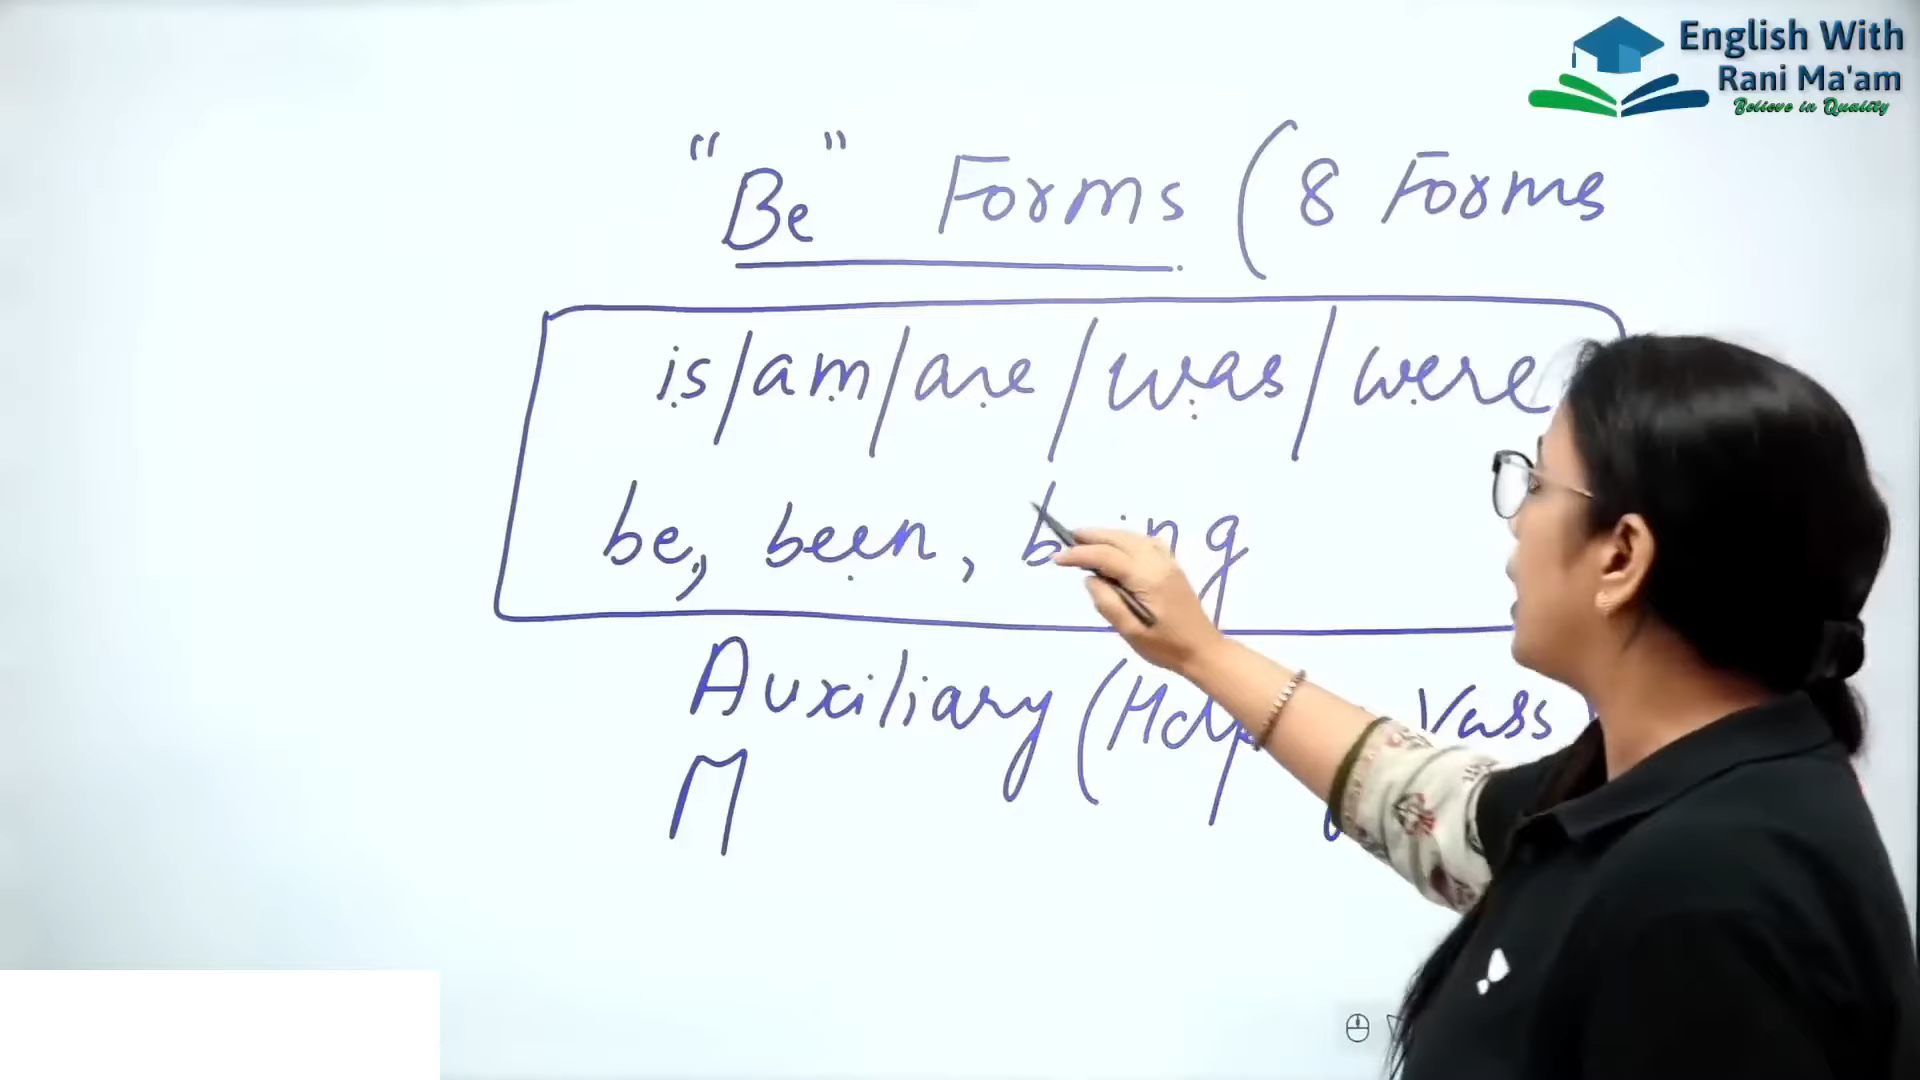 English With
Rani Ma'am
Believe in Quality
"Be" Forms (8 Forms
is/am/are/was/were
be, been,
Auxiliary (
M